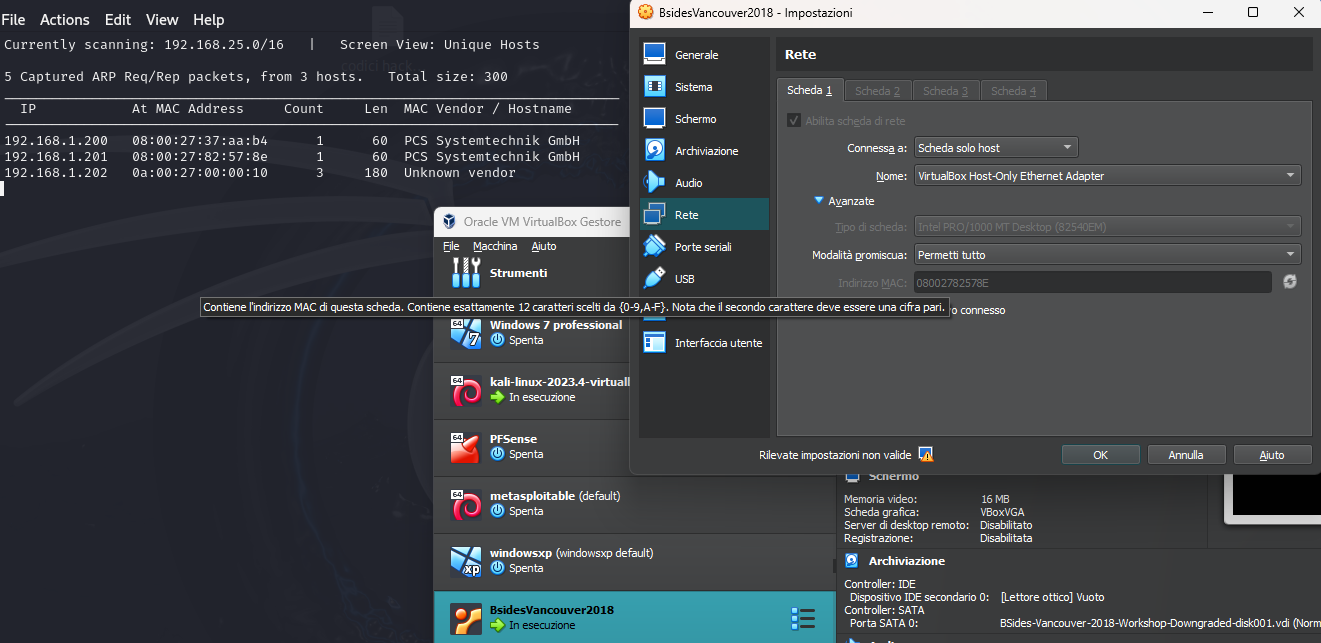 File Actions Edit View Help
Currently scanning: 192.168.25.0/16 | Screen View: Unique Hosts
5 Captured ARP Req/Rep packets, from 3 hosts. Total size: 300
IP At MAC Address Count Len MAC Vendor / Hostname
192.168.1.200 08:00:27:37:aa:b4 1 60 PCS Systemtechnik GmbH
192.168.1.201 08:00:27:82:57:8e 1 60 PCS Systemtechnik GmbH
192.168.1.202 0a:00:27:00:00:10 3 180 Unknown vendor
codici hack
BsidesVancouver2018 - Impostazioni
Generale
Sistema
Schermo
Archiviazione
Audio
Rete
Porte seriali
USB
Interfaccia utente
Rete
Scheda 1 Scheda 2 Scheda 3 Scheda 4
Abilita scheda di rete
Connessa a: Scheda solo host
Nome: VirtualBox Host-Only Ethernet Adapter
Avanzate
Tipo di scheda: Intel PRO/1000 MT Desktop (82540EM)
Modalità promiscua: Permetti tutto
Indirizzo MAC: 08002782578E
o connesso
Contiene l'indirizzo MAC di questa scheda. Contiene esattamente 12 caratteri scelti da {0-9,A-F}. Nota che il secondo carattere deve essere una cifra pari.
Rilevate impostazioni non valide
OK Annulla Aiuto
Oracle VM VirtualBox Gestore
File Macchina Aiuto
Strumenti
64
7
Windows 7 professional
Spenta
64
kali-linux-2023.4-virtuall
In esecuzione
64
PFSense
Spenta
64
metasploitable (default)
Spenta
xp
windowsxp (windowsxp default)
Spenta
BsidesVancouver2018
In esecuzione
Schermo
Memoria video: 16 MB
Scheda grafica: VBoxVGA
Server di desktop remoto: Disabilitato
Registrazione: Disabilitata
Archiviazione
Controller: IDE
Dispositivo IDE secondario 0: [Lettore ottico] Vuoto
Controller: SATA
Porta SATA 0: BSides-Vancouver-2018-Workshop-Downgraded-disk001.vdi (Norm